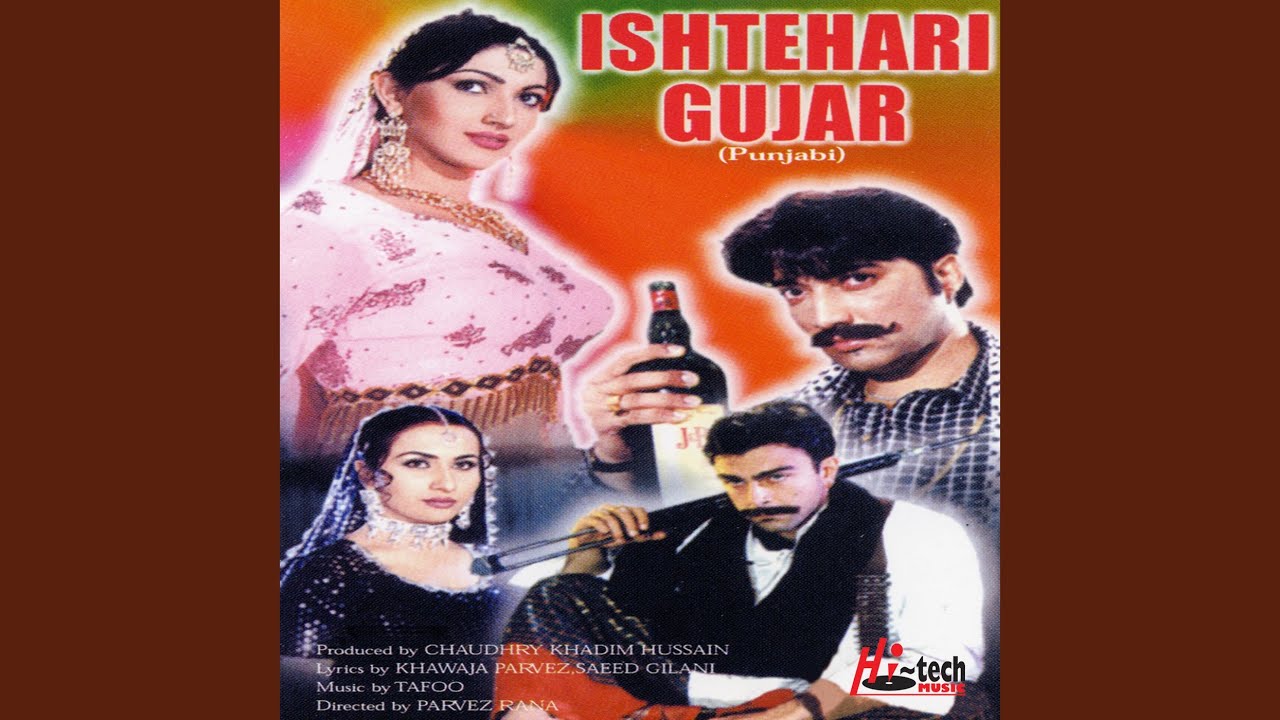 ISHTEHARI
GUJAR
(Punjabi)
J&B
Produced by CHAUDHRY KHADIM HUSSAIN
Lyrics by KHAWAJA PARVEZ,SAEED GILANI
Music by TAFOO
Directed by PARVEZ RANA
Hi~tech
MUSIC